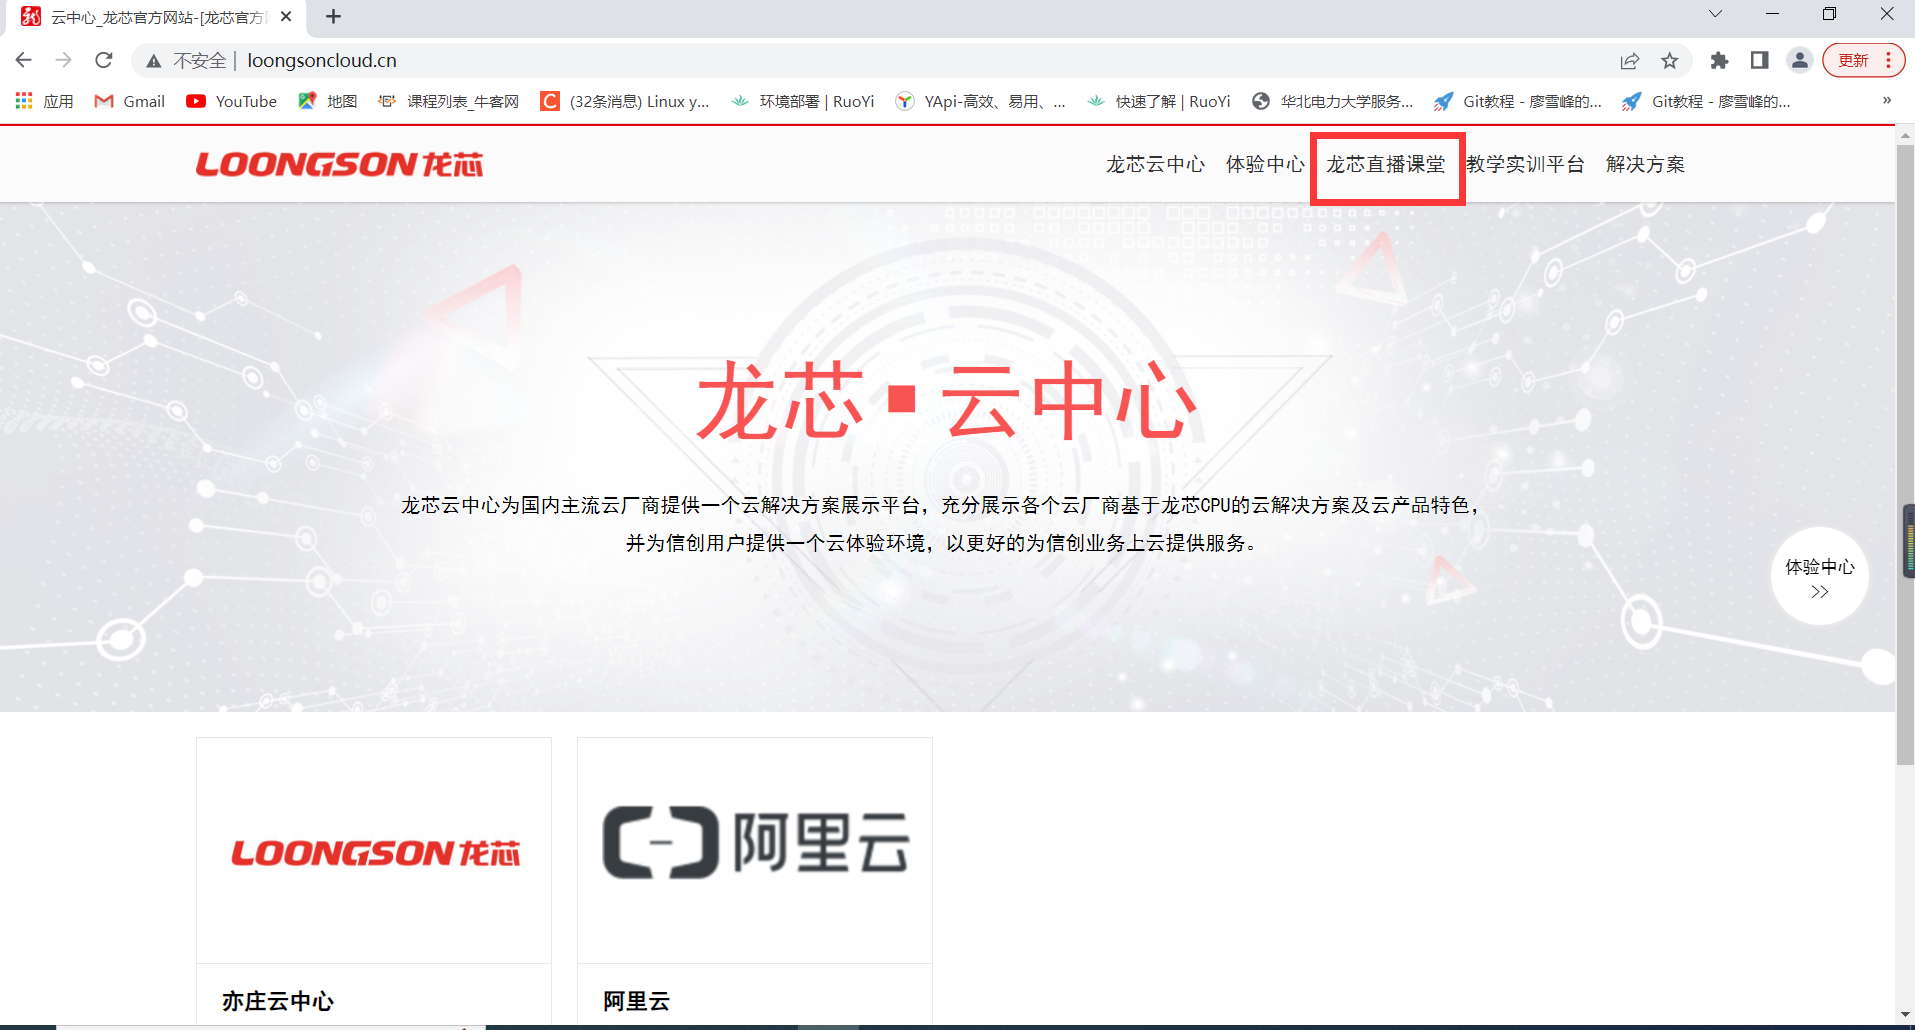 云中心_龙芯官方网站-[龙芯官方
不安全 | loongsoncloud.cn
更新
应用 Gmail YouTube 地图 课程列表_牛客网 (32条消息) Linux y... 环境部署 | RuoYi YApi-高效、易用、... 快速了解 | RuoYi 华北电力大学服务... Git教程 - 廖雪峰的... Git教程 - 廖雪峰的... »
LOONGSON 龙芯 龙芯云中心 体验中心 龙芯直播课堂 教学实训平台 解决方案
龙芯·云中心
龙芯云中心为国内主流云厂商提供一个云解决方案展示平台，充分展示各个云厂商基于龙芯CPU的云解决方案及云产品特色，
并为信创用户提供一个云体验环境，以更好的为信创业务上云提供服务。
体验中心
>>
LOONGSON 龙芯
阿里云
亦庄云中心
阿里云